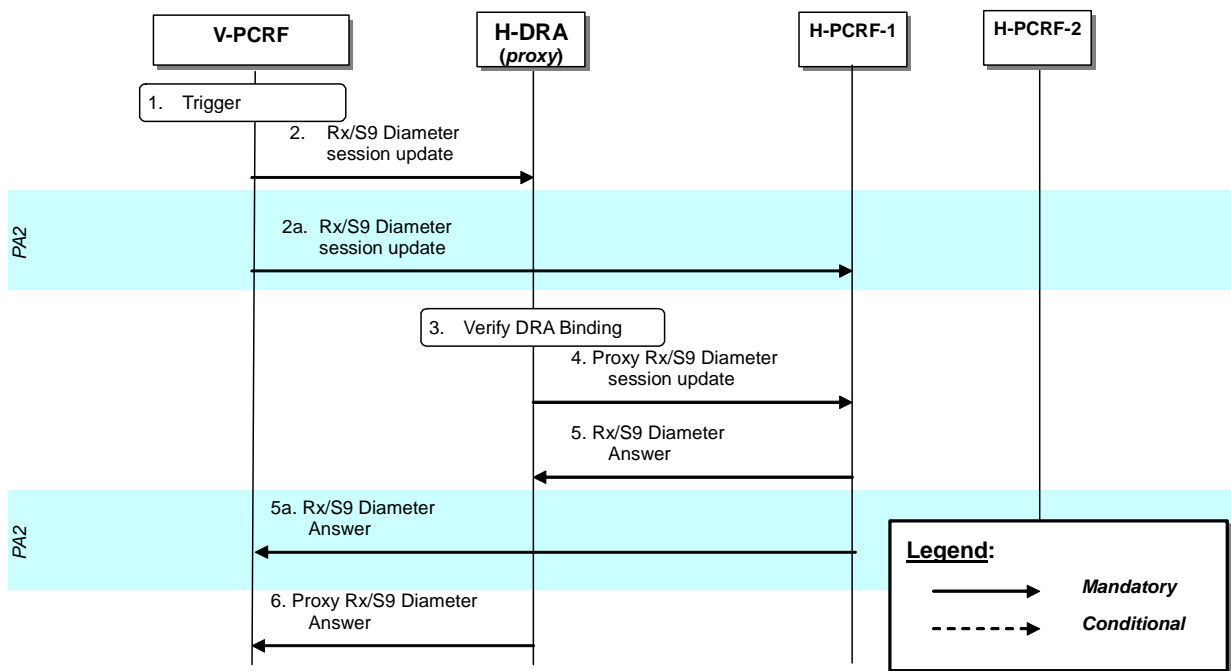 V-PCRF
H-DRA
(proxy)
H-PCRF-1
H-PCRF-2
1. Trigger
2. Rx/S9 Diameter
session update
PA2
2a. Rx/S9 Diameter
session update
3. Verify DRA Binding
4. Proxy Rx/S9 Diameter
session update
5. Rx/S9 Diameter
Answer
PA2
5a. Rx/S9 Diameter
Answer
6. Proxy Rx/S9 Diameter
Answer
Legend:
Mandatory
Conditional